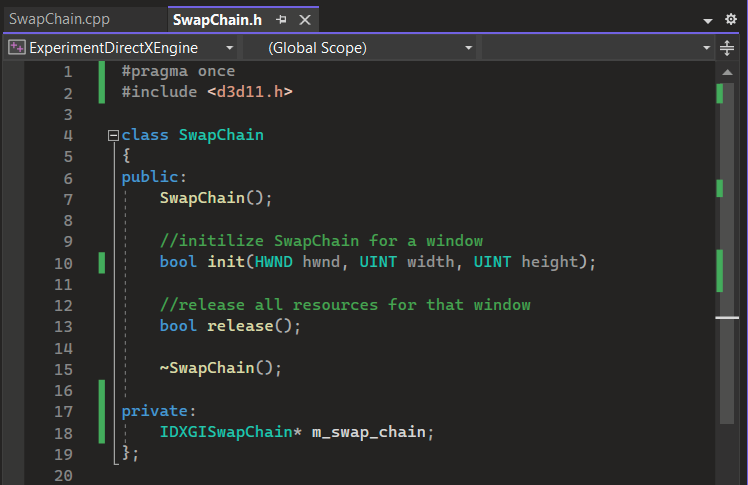 SwapChain.cpp SwapChain.h
ExperimentDirectXEngine (Global Scope)
1 #pragma once
2 #include <d3d11.h>
3
4 class SwapChain
5 {
6 public:
7 SwapChain();
8
9 //initilize SwapChain for a window
10 bool init(HWND hwnd, UINT width, UINT height);
11
12 //release all resources for that window
13 bool release();
14
15 ~SwapChain();
16
17 private:
18 IDXGISwapChain* m_swap_chain;
19 };
20